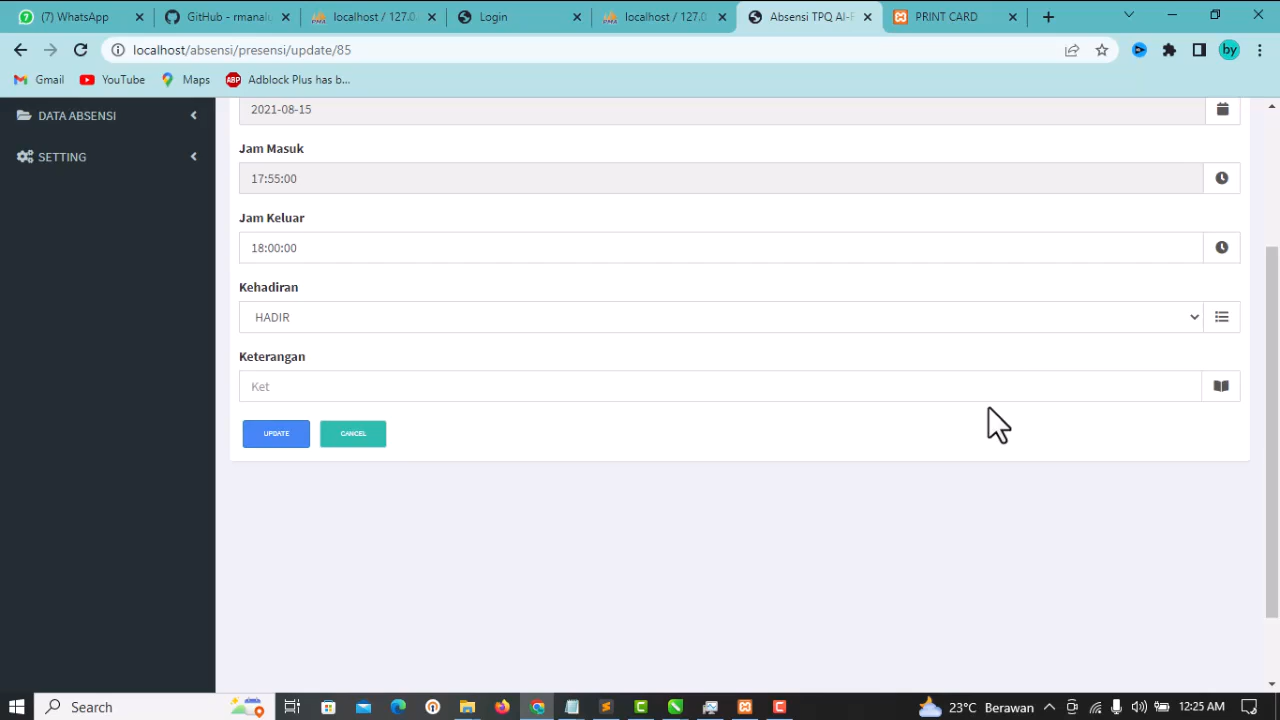 (7) WhatsApp
GitHub - rmanalu
localhost / 127.0.
Login
localhost / 127.0
Absensi TPQ Al-F
PRINT CARD
localhost/absensi/presensi/update/85
by
Gmail
YouTube
Maps
ABP
Adblock Plus has b...
DATA ABSENSI
SETTING
2021-08-15
Jam Masuk
17:55:00
Jam Keluar
18:00:00
Kehadiran
HADIR
Keterangan
Ket
UPDATE
CANCEL
Search
23°C Berawan
12:25 AM